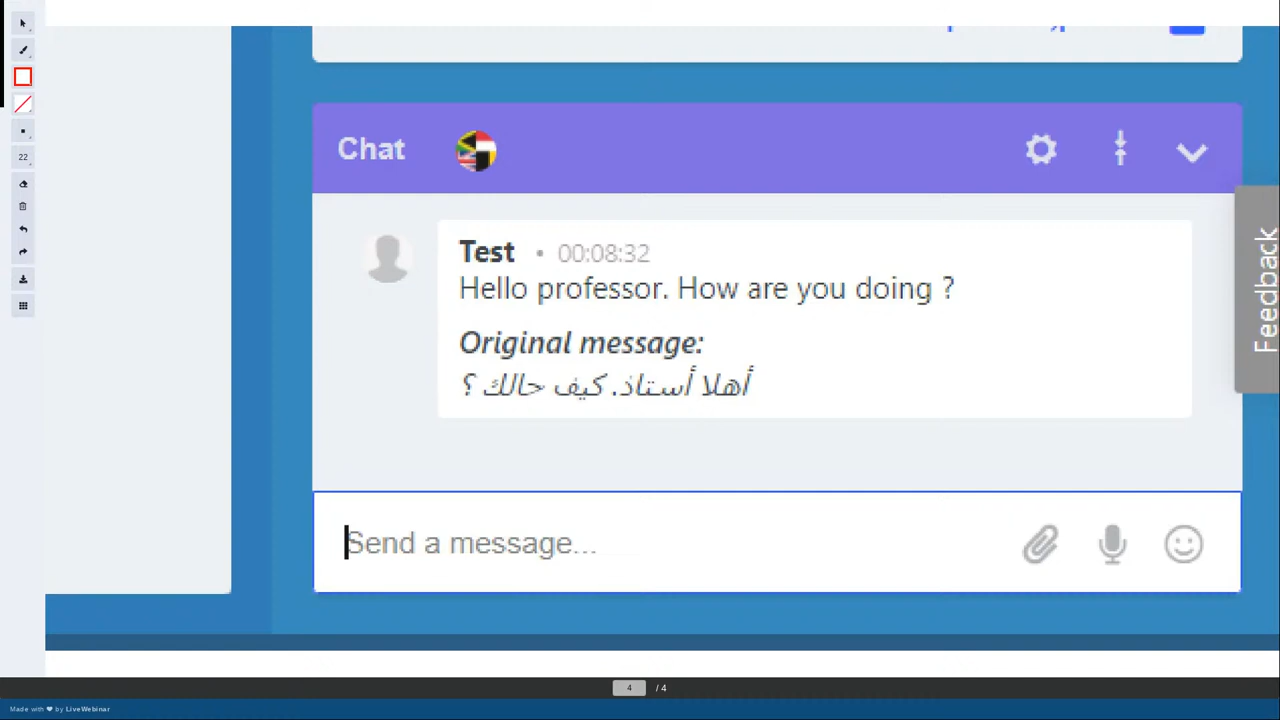 22
Chat
Test • 00:08:32
Hello professor. How are you doing ?
Original message:
أهلا أستاذ. كيف حالك ؟
Send a message...
Feedback
4 / 4
Made with ❤ by LiveWebinar